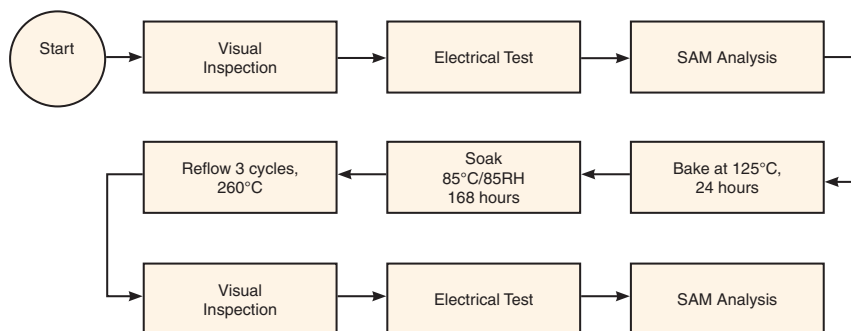 Start
Visual
Inspection
Electrical Test
SAM Analysis
Bake at 125°C,
24 hours
Soak
85°C/85RH
168 hours
Reflow 3 cycles,
260°C
Visual
Inspection
Electrical Test
SAM Analysis